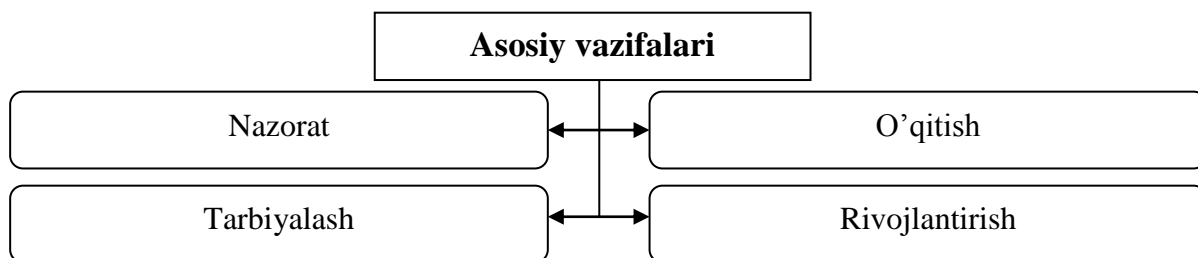 Asosiy vazifalari
Nazorat
O’qitish
Tarbiyalash
Rivojlantirish